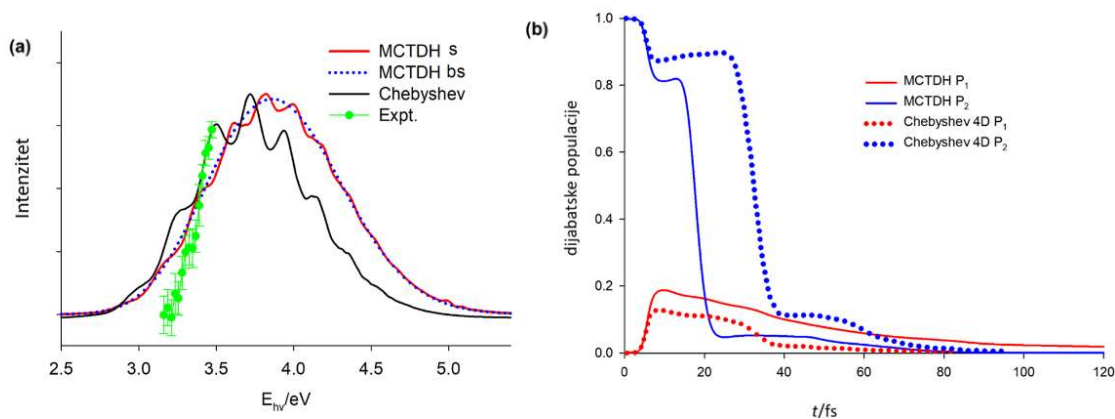 (a)
MCTDH s
MCTDH bs
Chebyshev
Expt.
Intenzitet
2.5 3.0 3.5 4.0 4.5 5.0
E_hν/eV
(b)
MCTDH P₁
MCTDH P₂
Chebyshev 4D P₁
Chebyshev 4D P₂
dijabatske populacije
1.0
0.8
0.6
0.4
0.2
0.0
0 20 40 60 80 100 120
t/fs